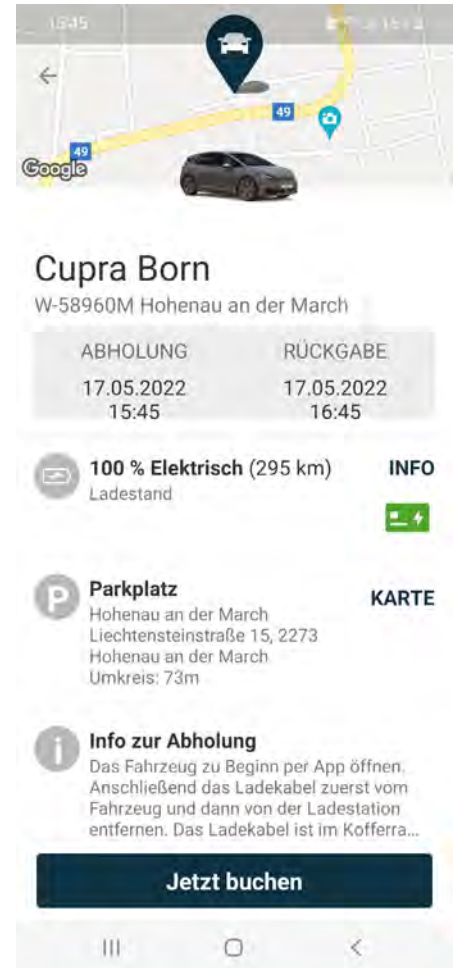 15:45
49
49
Google
Cupra Born
W-58960M Hohenau an der March
ABHOLUNG RÜCKGABE
17.05.2022 17.05.2022
15:45 16:45
100 % Elektrisch (295 km) INFO
Ladestand
P
Parkplatz KARTE
Hohenau an der March
Liechtensteinstraße 15, 2273
Hohenau an der March
Umkreis: 73m
i
Info zur Abholung
Das Fahrzeug zu Beginn per App öffnen.
Anschließend das Ladekabel zuerst vom
Fahrzeug und dann von der Ladestation
entfernen. Das Ladekabel ist im Kofferra...
Jetzt buchen